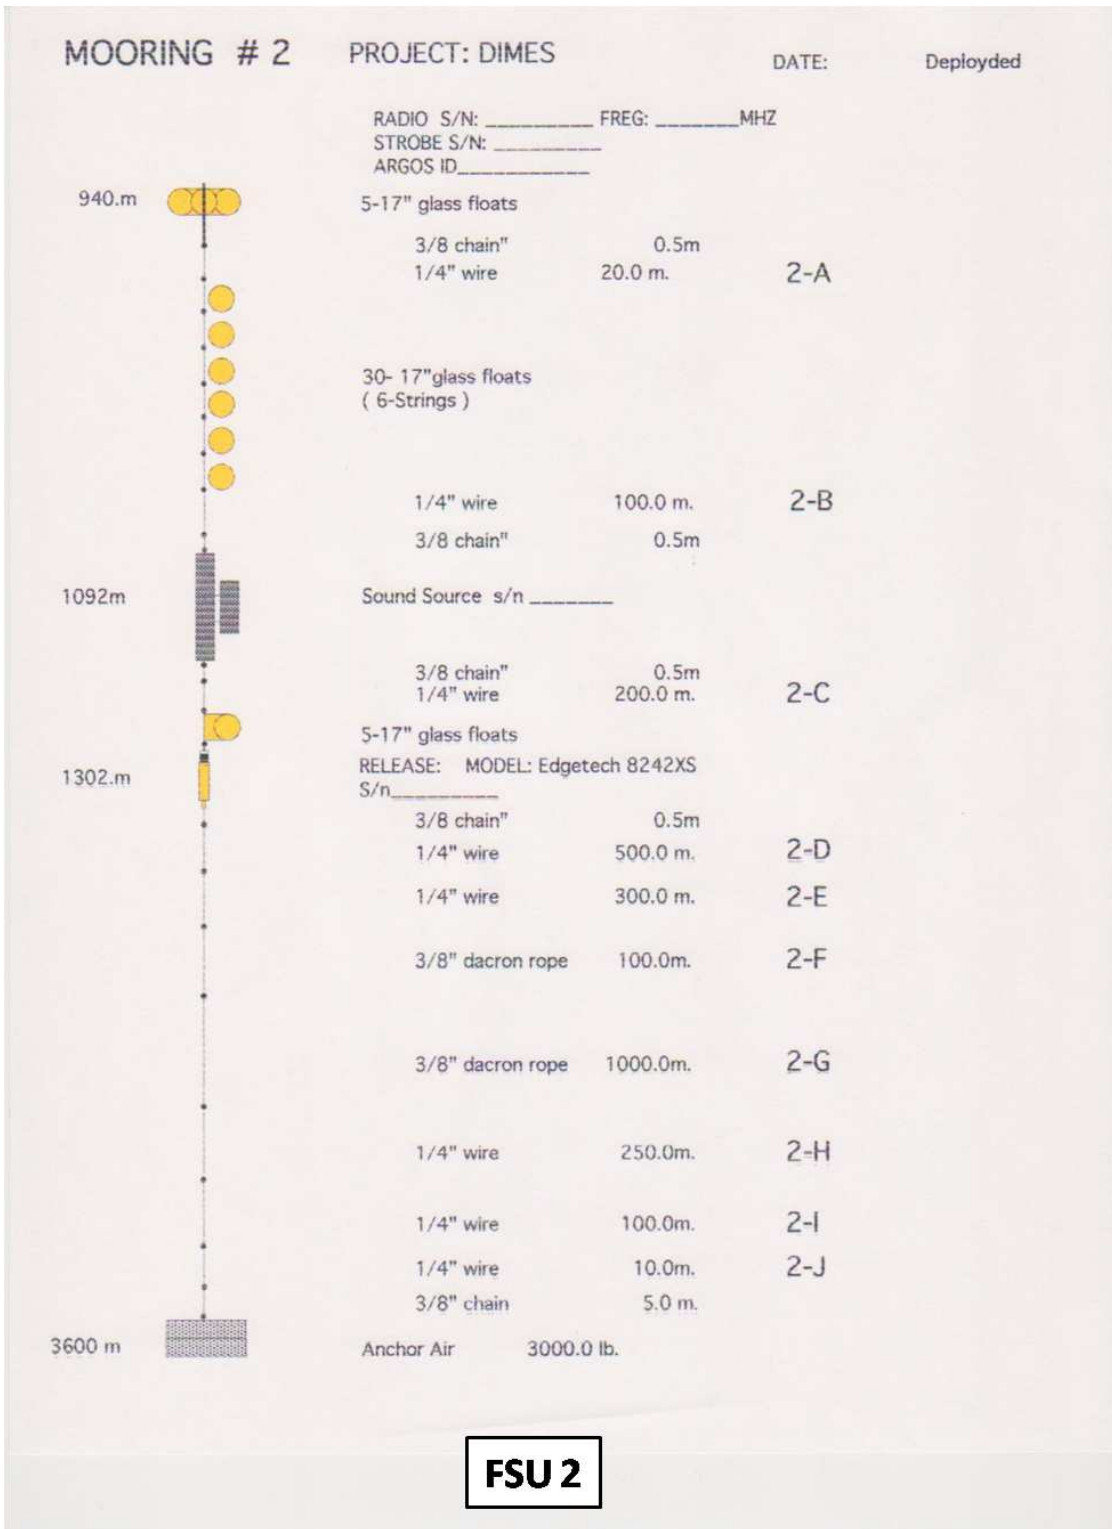 MOORING # 2 PROJECT: DIMES DATE: Deployded
RADIO S/N: __________ FREG: ________MHZ
STROBE S/N: __________
ARGOS ID____________
940.m 5-17" glass floats
3/8 chain" 0.5m
1/4" wire 20.0 m. 2-A
30- 17"glass floats
( 6-Strings )
1/4" wire 100.0 m. 2-B
3/8 chain" 0.5m
1092m Sound Source s/n _______
3/8 chain" 0.5m
1/4" wire 200.0 m. 2-C
5-17" glass floats
1302.m RELEASE: MODEL: Edgetech 8242XS
S/n__________
3/8 chain" 0.5m
1/4" wire 500.0 m. 2-D
1/4" wire 300.0 m. 2-E
3/8" dacron rope 100.0m. 2-F
3/8" dacron rope 1000.0m. 2-G
1/4" wire 250.0m. 2-H
1/4" wire 100.0m. 2-I
1/4" wire 10.0m. 2-J
3/8" chain 5.0 m.
3600 m Anchor Air 3000.0 lb.
FSU 2